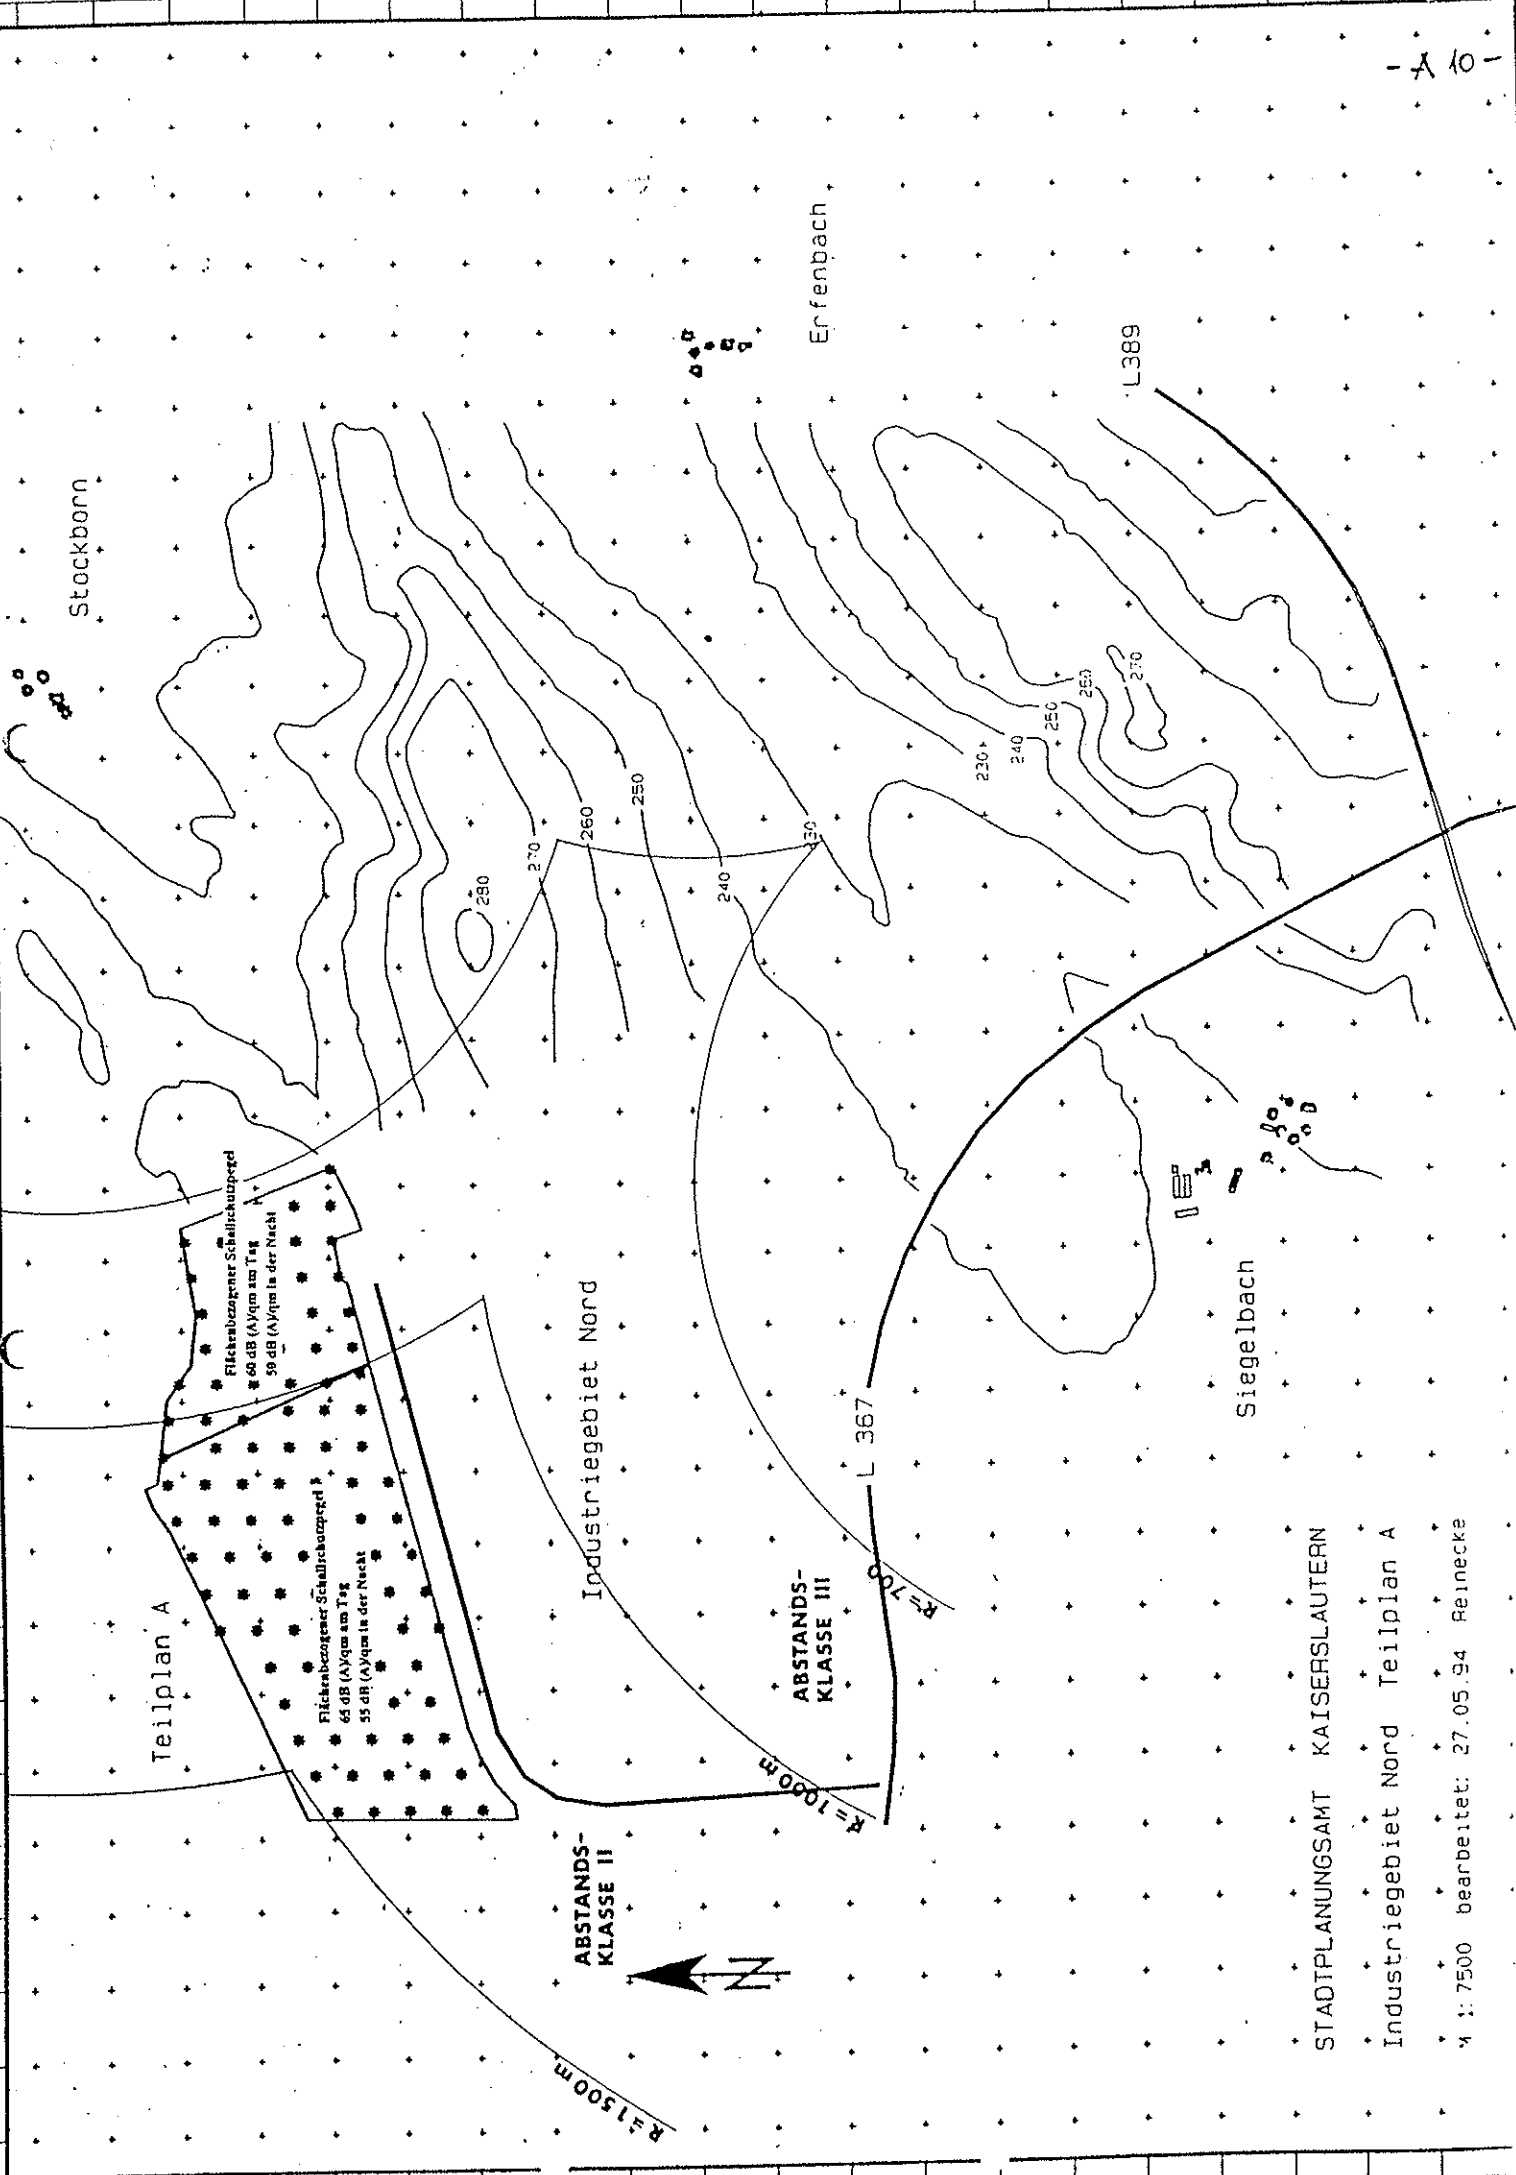 - A 10 -
Stockborn
Erfenbach
L389
280
270
260
250
240
230
230
240
250
260
270
Teilplan A
Flächenbezogener Schallschutzpegel
60 dB (A)/qm am Tag
50 dB (A)/qm in der Nacht
Flächenbezogener Schallschutzpegel
65 dB (A)/qm am Tag
55 dB (A)/qm in der Nacht
Industriegebiet Nord
L 367
Siegelbach
ABSTANDS-
KLASSE III
ABSTANDS-
KLASSE II
R=700
R=1000m
R=1500m
N
STADTPLANUNGSAMT KAISERSLAUTERN
Industriegebiet Nord Teilplan A
M 1:7500 bearbeitet: 27.05.94 Reinecke